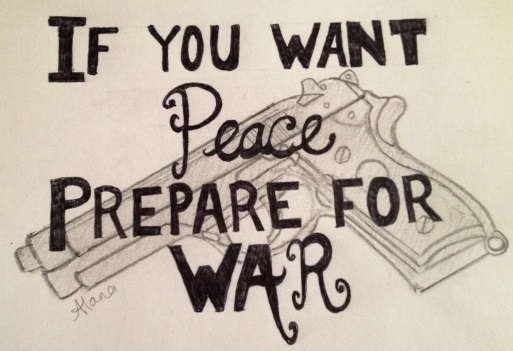 IF YOU WANT
Peace
PREPARE FOR
WAR
Alana